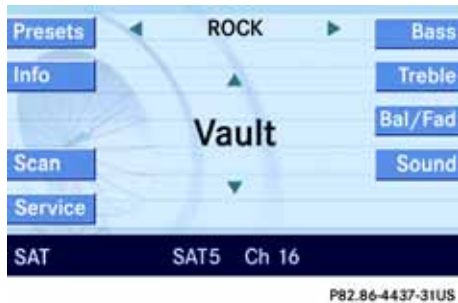 Presets ROCK Bass
Info Treble
Vault Bal/Fad
Scan Sound
Service
SAT SAT5 Ch 16
P82.86-4437-31US